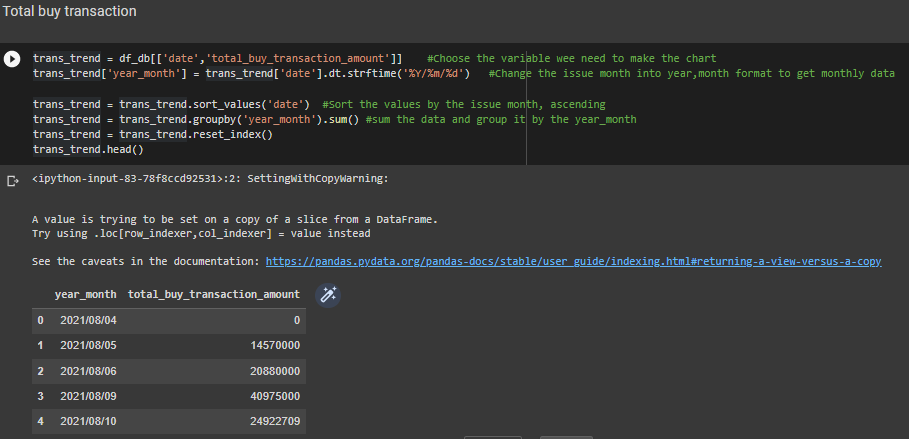 Total buy transaction
trans_trend = df_db[['date','total_buy_transaction_amount']]    #Choose the variable wee need to make the chart
trans_trend['year_month'] = trans_trend['date'].dt.strftime('%Y/%m/%d')   #Change the issue month into year,month format to get monthly data
trans_trend = trans_trend.sort_values('date')  #Sort the values by the issue month, ascending
trans_trend = trans_trend.groupby('year_month').sum() #sum the data and group it by the year_month
trans_trend = trans_trend.reset_index()
trans_trend.head()
<ipython-input-83-78f8ccd92531>:2: SettingWithCopyWarning:
A value is trying to be set on a copy of a slice from a DataFrame.
Try using .loc[row_indexer,col_indexer] = value instead
See the caveats in the documentation: https://pandas.pydata.org/pandas-docs/stable/user_guide/indexing.html#returning-a-view-versus-a-copy
year_month total_buy_transaction_amount
0 2021/08/04 0
1 2021/08/05 14570000
2 2021/08/06 20880000
3 2021/08/09 40975000
4 2021/08/10 24922709